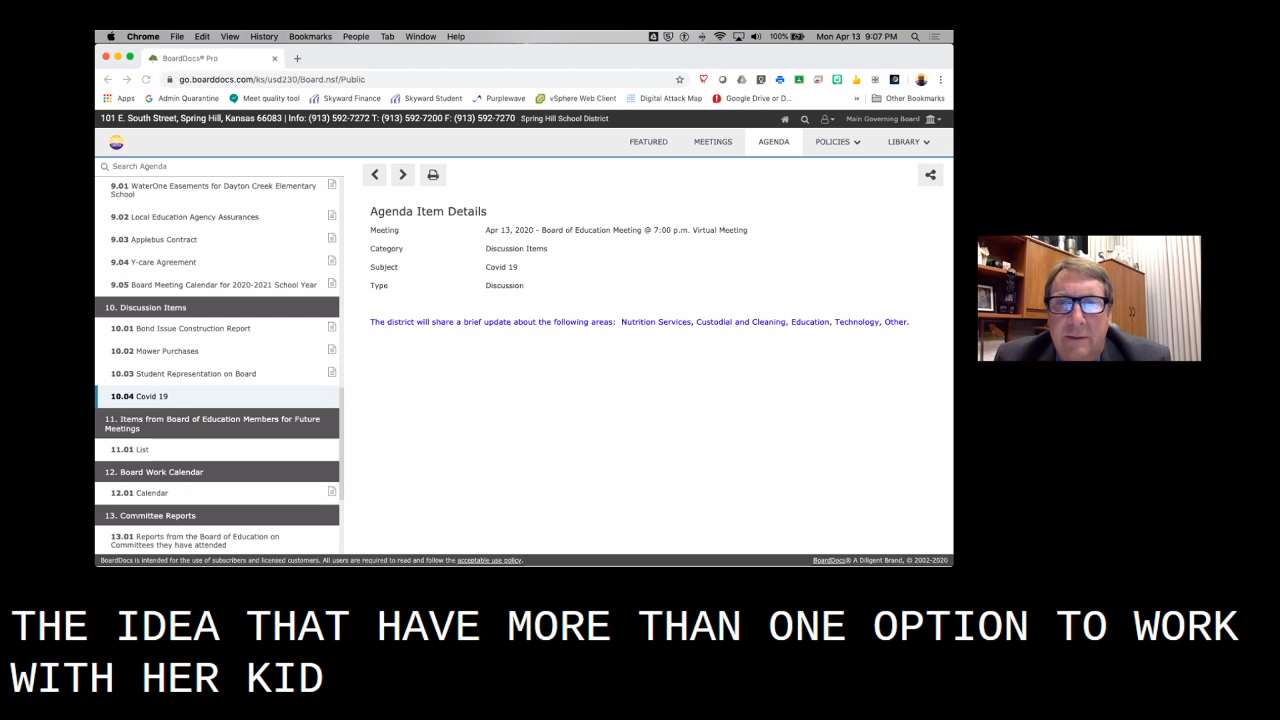 Chrome File Edit View History Bookmarks People Tab Window Help 100% Mon Apr 13 9:07 PM
BoardDocs® Pro
go.boarddocs.com/ks/usd230/Board.nsf/Public
Apps Admin Quarantine Meet quality tool Skyward Finance Skyward Student Purplewave vSphere Web Client Digital Attack Map Google Drive or D... » Other Bookmarks
101 E. South Street, Spring Hill, Kansas 66083 | Info: (913) 592-7272 T: (913) 592-7200 F: (913) 592-7270 Spring Hill School District Main Governing Board
FEATURED MEETINGS AGENDA POLICIES LIBRARY
Search Agenda
9.01 WaterOne Easements for Dayton Creek Elementary
School
9.02 Local Education Agency Assurances
9.03 Applebus Contract
9.04 Y-care Agreement
9.05 Board Meeting Calendar for 2020-2021 School Year
10. Discussion Items
10.01 Bond Issue Construction Report
10.02 Mower Purchases
10.03 Student Representation on Board
10.04 Covid 19
11. Items from Board of Education Members for Future
Meetings
11.01 List
12. Board Work Calendar
12.01 Calendar
13. Committee Reports
13.01 Reports from the Board of Education on
Committees they have attended
Agenda Item Details
Meeting Apr 13, 2020 - Board of Education Meeting @ 7:00 p.m. Virtual Meeting
Category Discussion Items
Subject Covid 19
Type Discussion
The district will share a brief update about the following areas: Nutrition Services, Custodial and Cleaning, Education, Technology, Other.
BoardDocs is intended for the use of subscribers and licensed customers. All users are required to read and follow the acceptable use policy. BoardDocs® A Diligent Brand, © 2002-2020
THE IDEA THAT HAVE MORE THAN ONE OPTION TO WORK
WITH HER KID